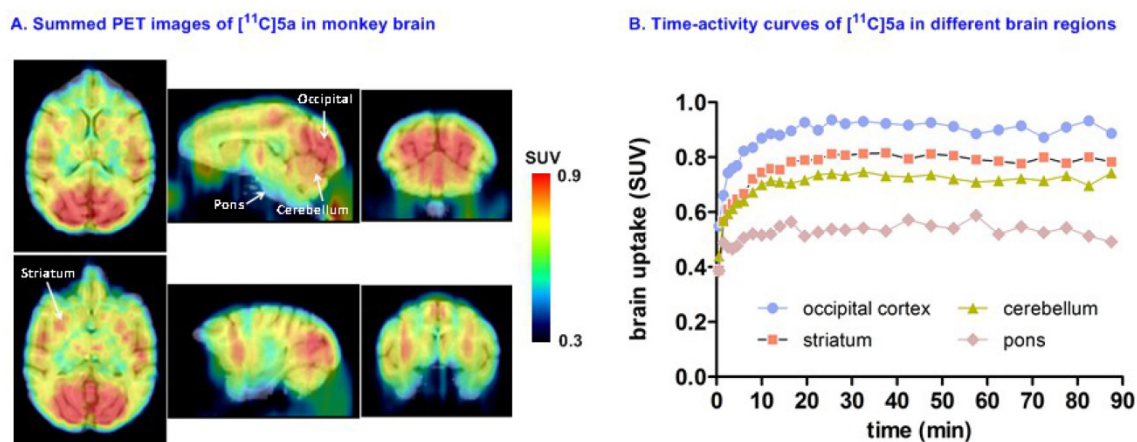 A. Summed PET images of [¹¹C]5a in monkey brain
Occipital
Pons
Cerebellum
Striatum
SUV
0.9
0.3
B. Time-activity curves of [¹¹C]5a in different brain regions
brain uptake (SUV)
1.0
0.8
0.6
0.4
0.2
0.0
occipital cortex
cerebellum
striatum
pons
0 10 20 30 40 50 60 70 80 90
time (min)